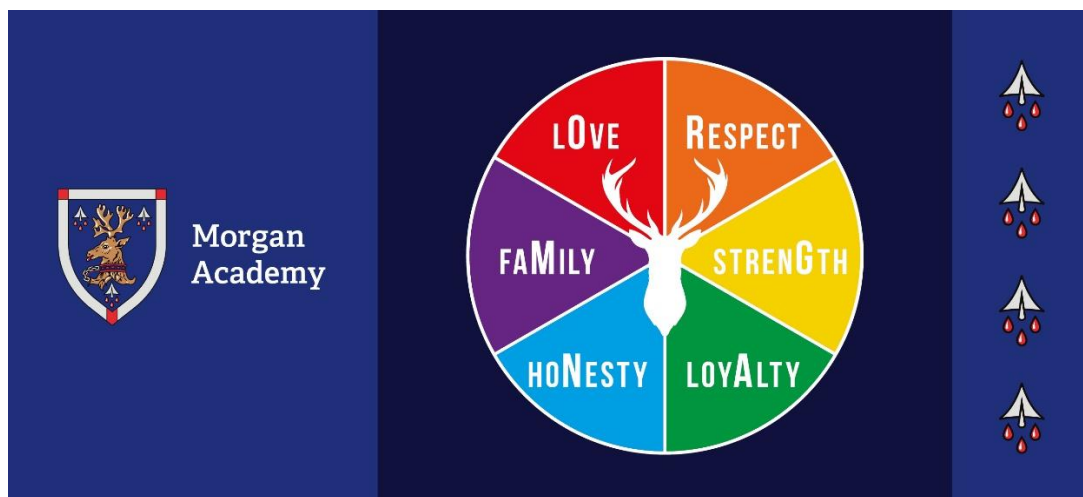 Morgan
Academy
LOVE
RESPECT
FAMILY
STRENGTH
HONESTY
LOYALTY